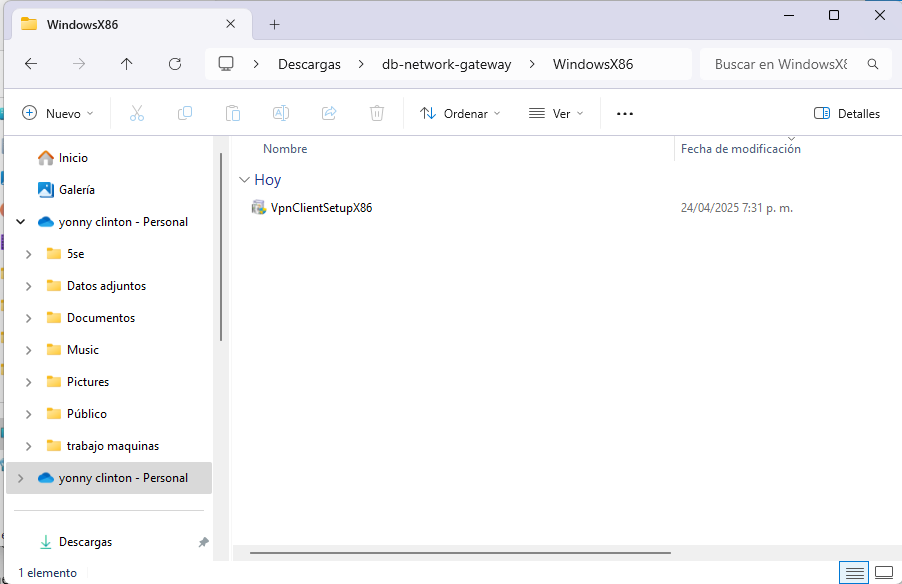 WindowsX86
Descargas db-network-gateway WindowsX86
Buscar en WindowsX8
Nuevo
Ordenar
Ver
Detalles
Inicio
Galería
yonny clinton - Personal
5se
Datos adjuntos
Documentos
Music
Pictures
Público
trabajo maquinas
yonny clinton - Personal
Descargas
Nombre
Fecha de modificación
Hoy
VpnClientSetupX86
24/04/2025 7:31 p. m.
1 elemento